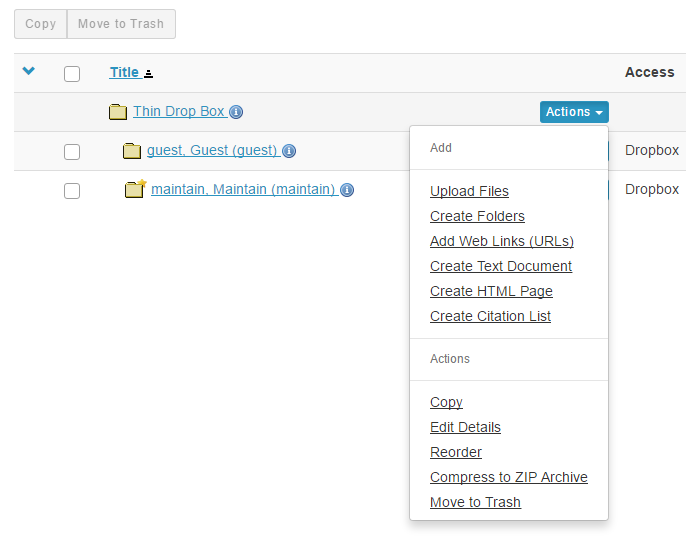 Copy Move to Trash
Title Access
Thin Drop Box Actions
guest, Guest (guest) Dropbox
maintain, Maintain (maintain) Dropbox
Add
Upload Files
Create Folders
Add Web Links (URLs)
Create Text Document
Create HTML Page
Create Citation List
Actions
Copy
Edit Details
Reorder
Compress to ZIP Archive
Move to Trash